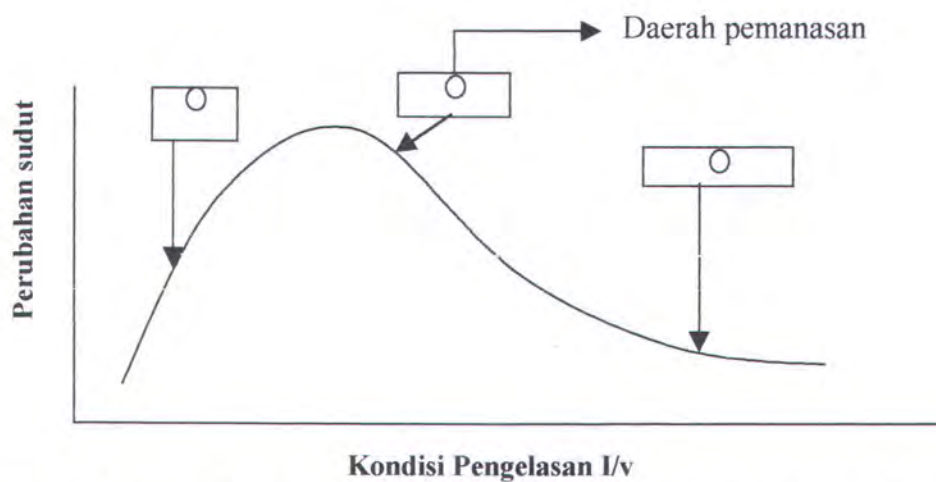 Daerah pemanasan
Perubahan sudut
Kondisi Pengelasan I/v